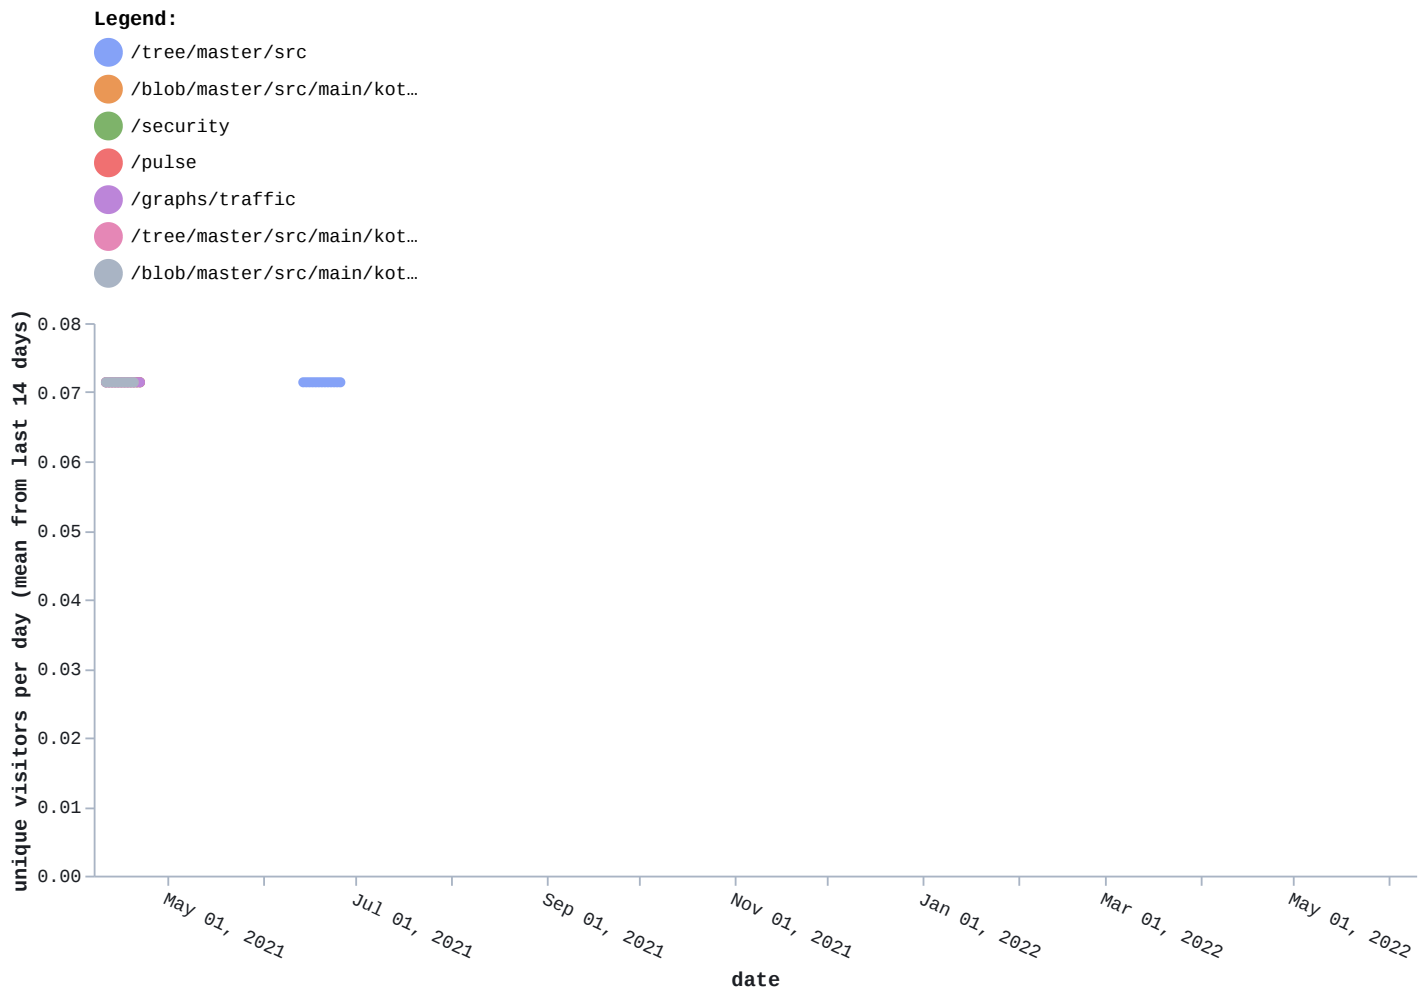 Legend:
/tree/master/src
/blob/master/src/main/kot…
/security
/pulse
/graphs/traffic
/tree/master/src/main/kot…
/blob/master/src/main/kot…
unique visitors per day (mean from last 14 days)
0.08
0.07
0.06
0.05
0.04
0.03
0.02
0.01
0.00
May 01, 2021
Jul 01, 2021
Sep 01, 2021
Nov 01, 2021
Jan 01, 2022
Mar 01, 2022
May 01, 2022
date